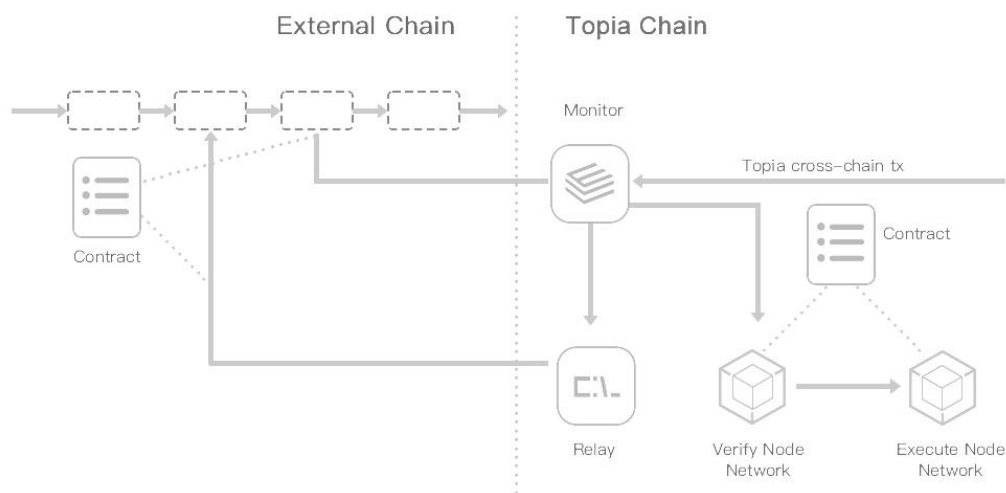 External Chain
Topia Chain
Monitor
Topia cross-chain tx
Contract
Contract
C:\_
Relay
Verify Node
Network
Execute Node
Network